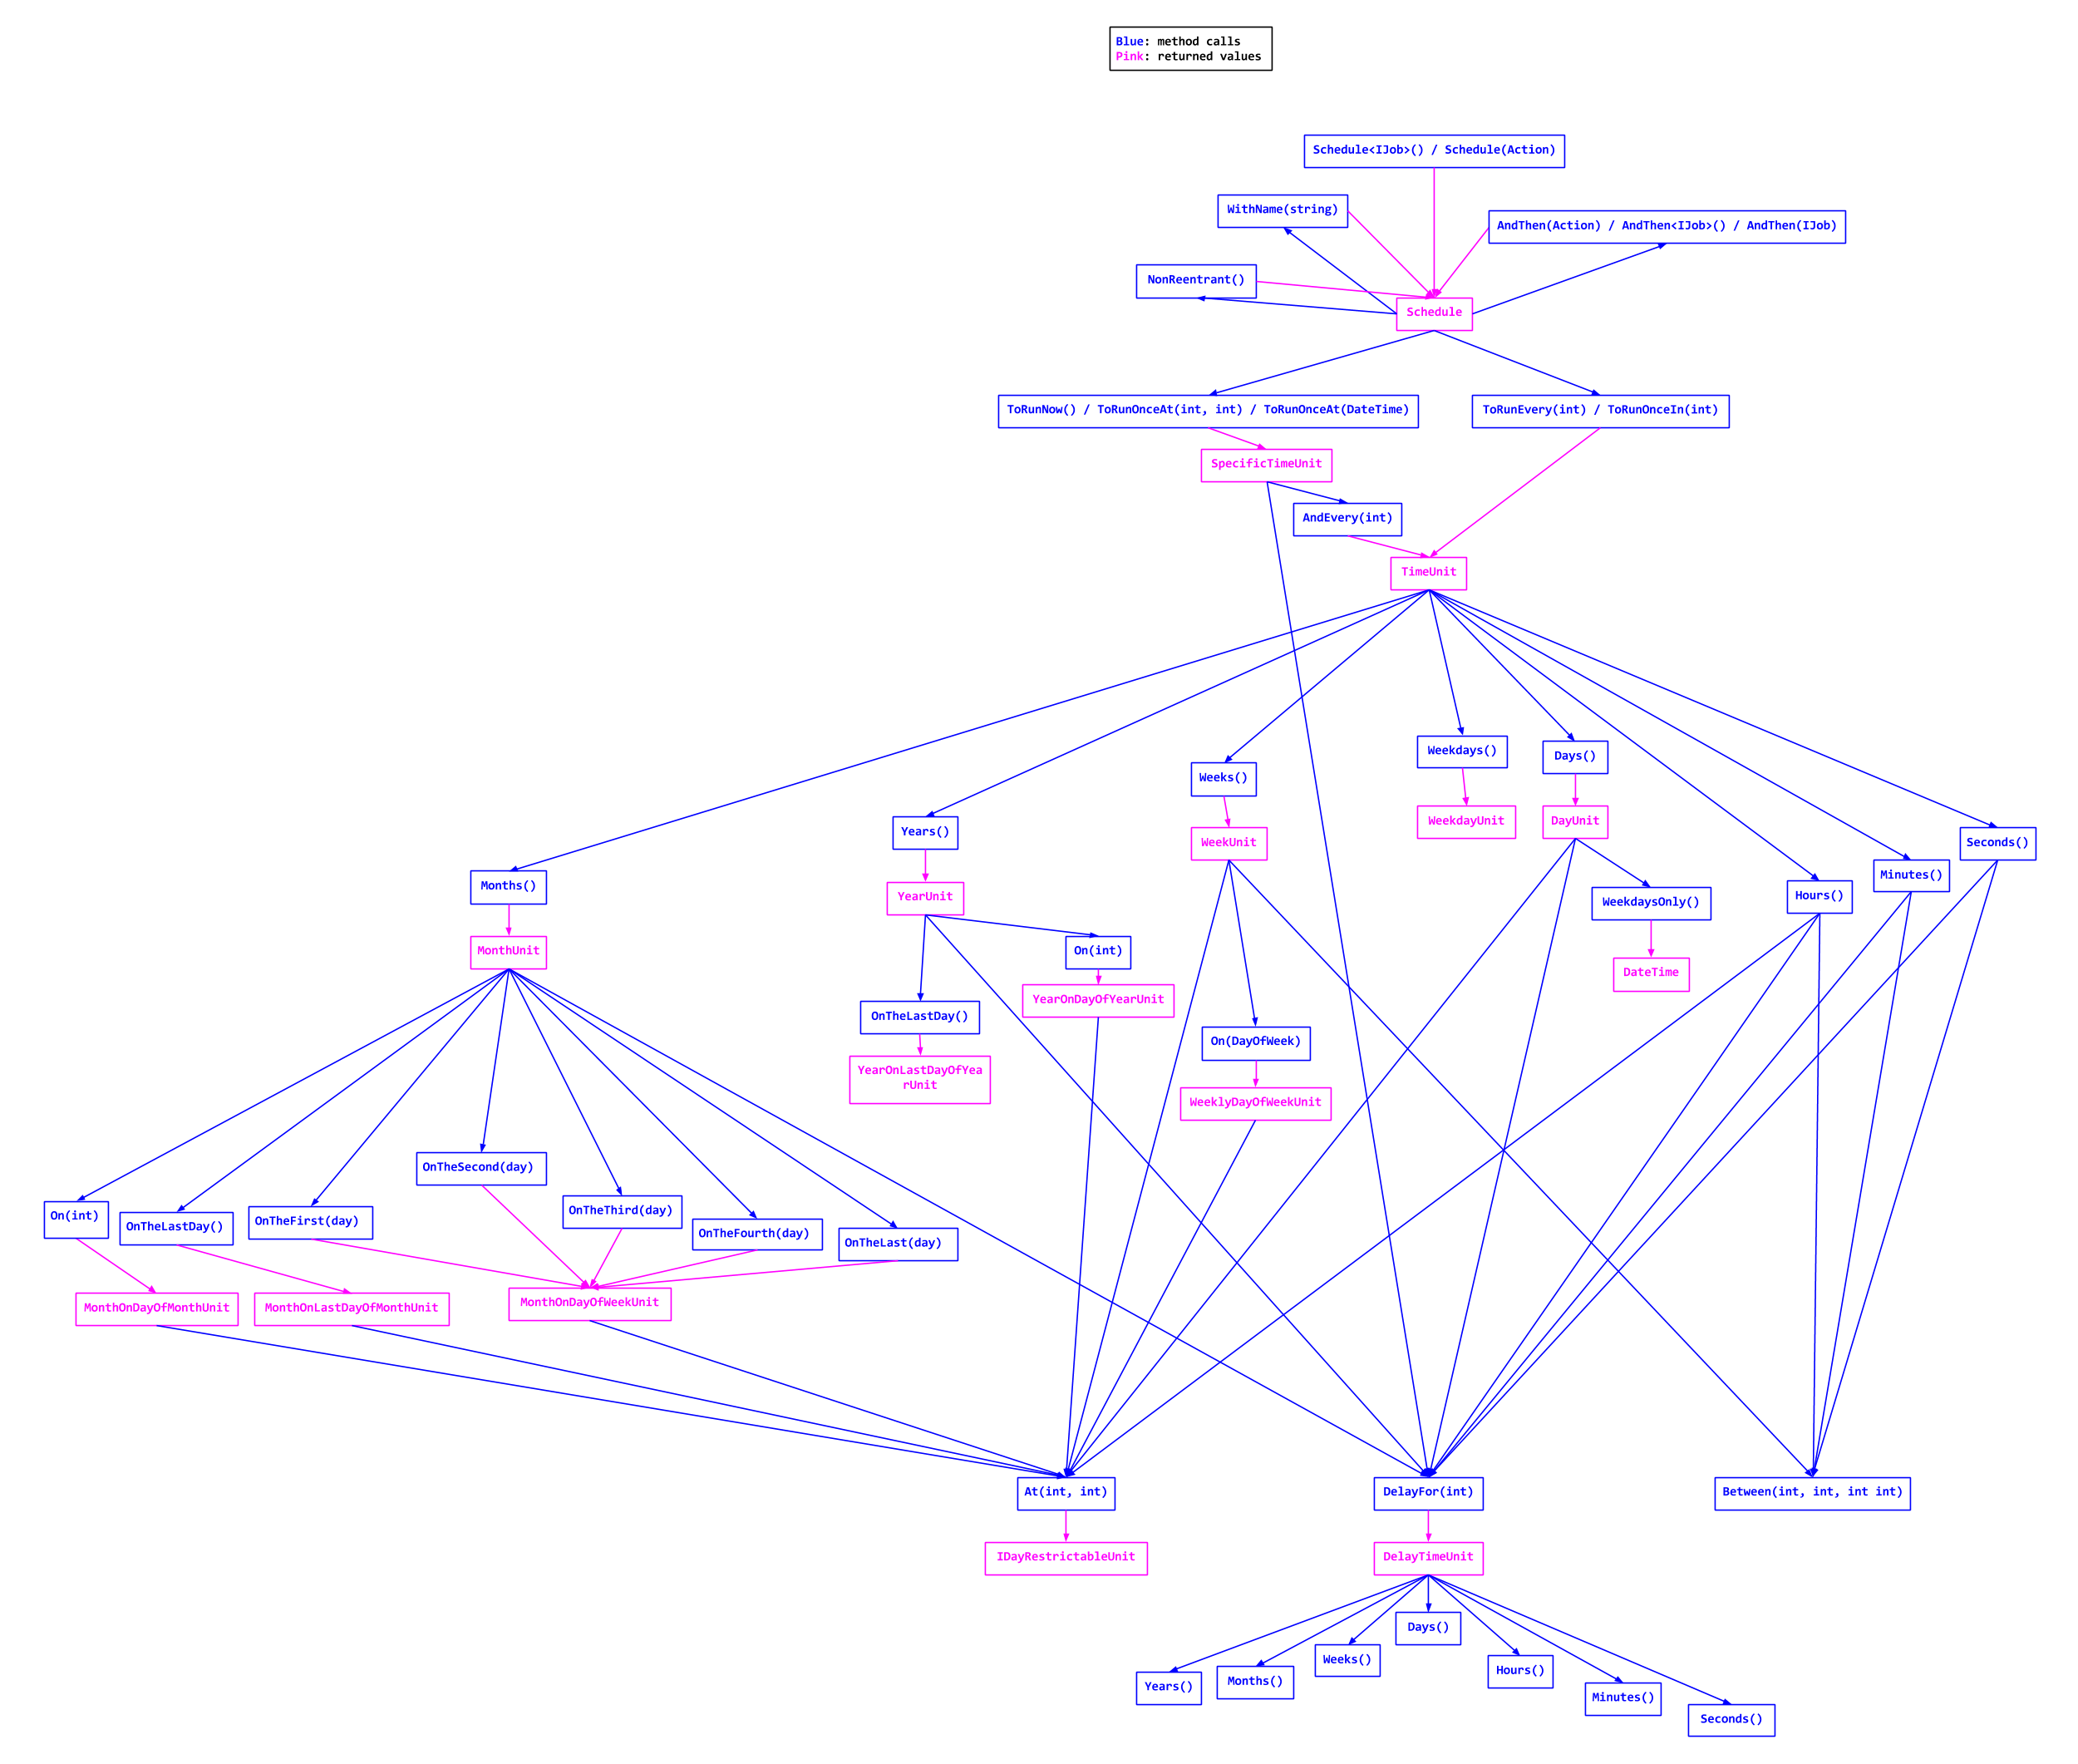 Blue: method calls
Pink: returned values
Schedule<IJob>() / Schedule(Action)
WithName(string)
AndThen(Action) / AndThen<IJob>() / AndThen(IJob)
NonReentrant()
Schedule
ToRunNow() / ToRunOnceAt(int, int) / ToRunOnceAt(DateTime)
ToRunEvery(int) / ToRunOnceIn(int)
SpecificTimeUnit
AndEvery(int)
TimeUnit
Weekdays()
Days()
Weeks()
WeekdayUnit
DayUnit
Years()
WeekUnit
Seconds()
Minutes()
Months()
YearUnit
Hours()
WeekdaysOnly()
MonthUnit
On(int)
DateTime
YearOnDayOfYearUnit
OnTheLastDay()
On(DayOfWeek)
YearOnLastDayOfYea
rUnit
WeeklyDayOfWeekUnit
OnTheSecond(day)
On(int)
OnTheLastDay()
OnTheFirst(day)
OnTheThird(day)
OnTheFourth(day)
OnTheLast(day)
MonthOnDayOfMonthUnit
MonthOnLastDayOfMonthUnit
MonthOnDayOfWeekUnit
At(int, int)
DelayFor(int)
Between(int, int, int int)
IDayRestrictableUnit
DelayTimeUnit
Days()
Weeks()
Hours()
Years()
Months()
Minutes()
Seconds()